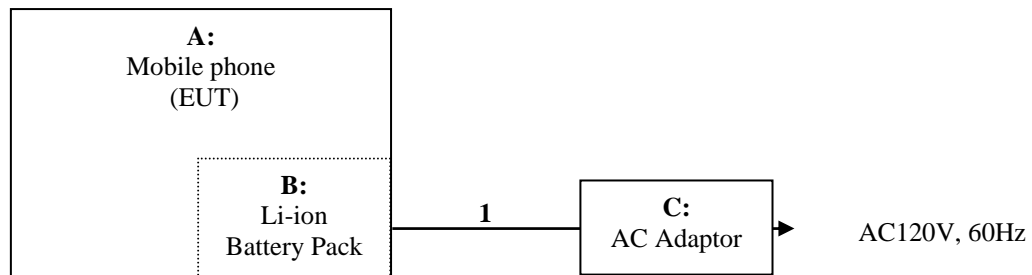 A:
Mobile phone
(EUT)
B:
Li-ion
Battery Pack
1
C:
AC Adaptor
AC120V, 60Hz